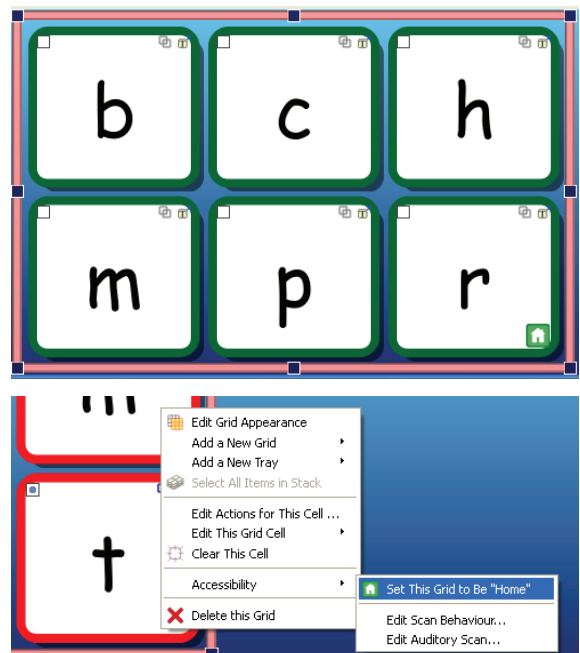 b c h
m p r
Edit Grid Appearance
Add a New Grid
Add a New Tray
Select All Items in Stack
Edit Actions for This Cell ...
Edit This Grid Cell
Clear This Cell
Accessibility
Delete this Grid
Set This Grid to Be "Home"
Edit Scan Behaviour...
Edit Auditory Scan...
t